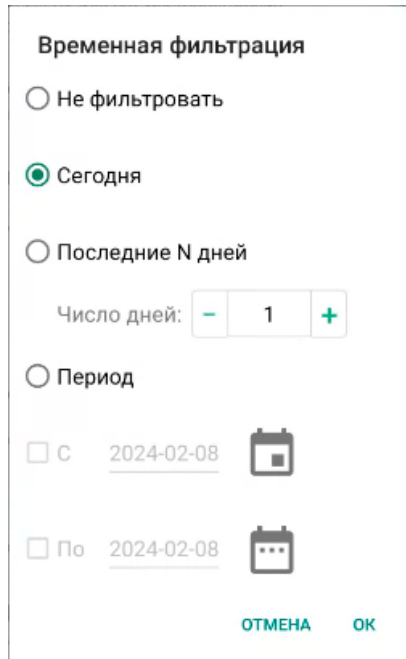 Временная фильтрация
Не фильтровать
Сегодня
Последние N дней
Число дней: − 1 +
Период
С 2024-02-08
По 2024-02-08
ОТМЕНА ОК